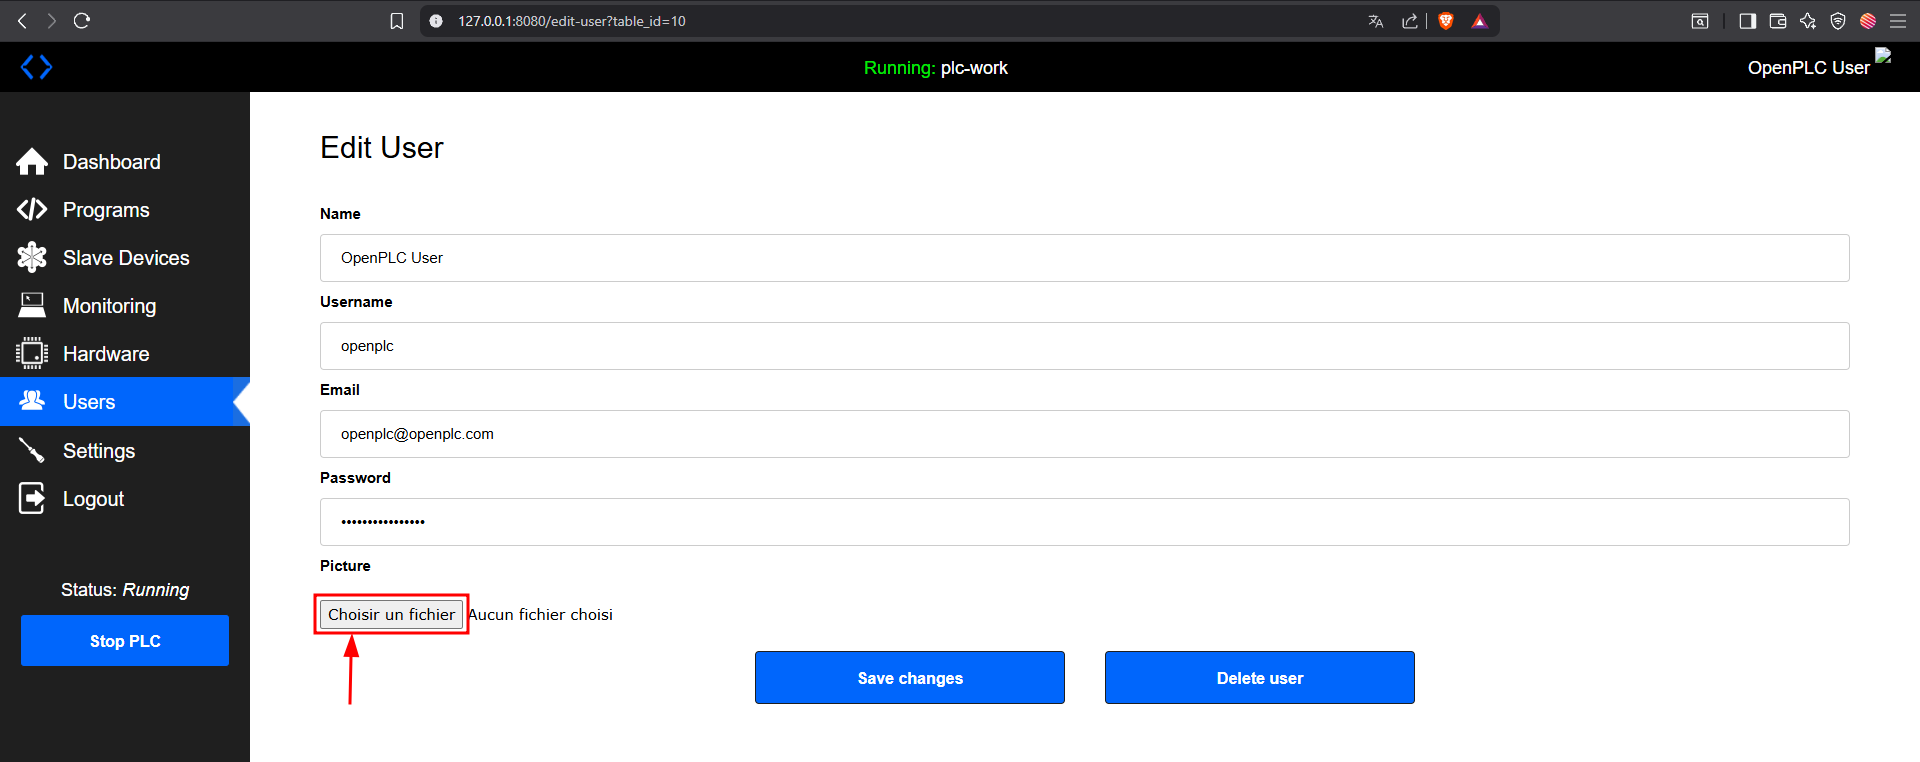 127.0.0.1:8080/edit-user?table_id=10
Running: plc-work
OpenPLC User
Dashboard
Programs
Slave Devices
Monitoring
Hardware
Users
Settings
Logout
Status: Running
Stop PLC
Edit User
Name
OpenPLC User
Username
openplc
Email
openplc@openplc.com
Password
••••••••••••••••
Picture
Choisir un fichier Aucun fichier choisi
Save changes
Delete user